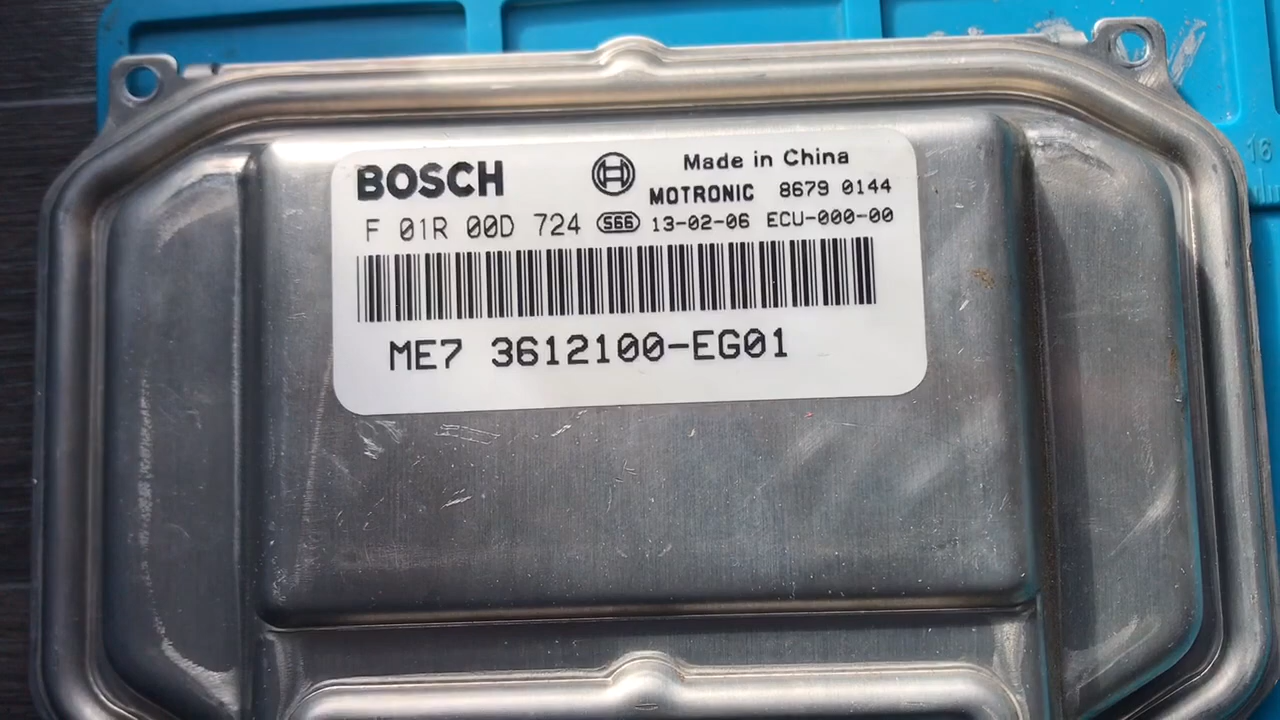 BOSCH
Made in China
MOTRONIC 8679 0144
F 01R 00D 724 S66 13-02-06 ECU-000-00
ME7 3612100-EG01
16